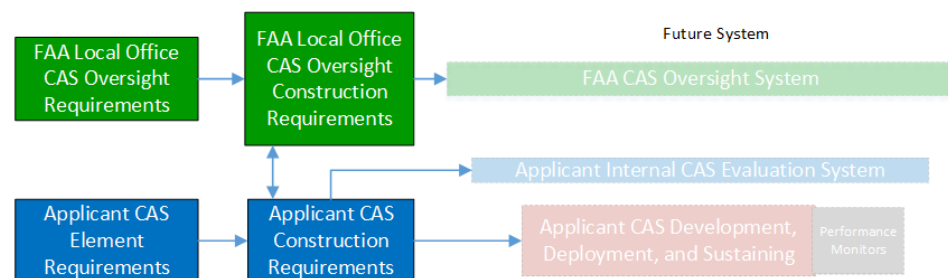 FAA Local Office
CAS Oversight
Requirements
FAA Local Office
CAS Oversight
Construction
Requirements
Future System
FAA CAS Oversight System
Applicant Internal CAS Evaluation System
Applicant CAS
Element
Requirements
Applicant CAS
Construction
Requirements
Applicant CAS Development,
Deployment, and Sustaining
Performance
Monitors